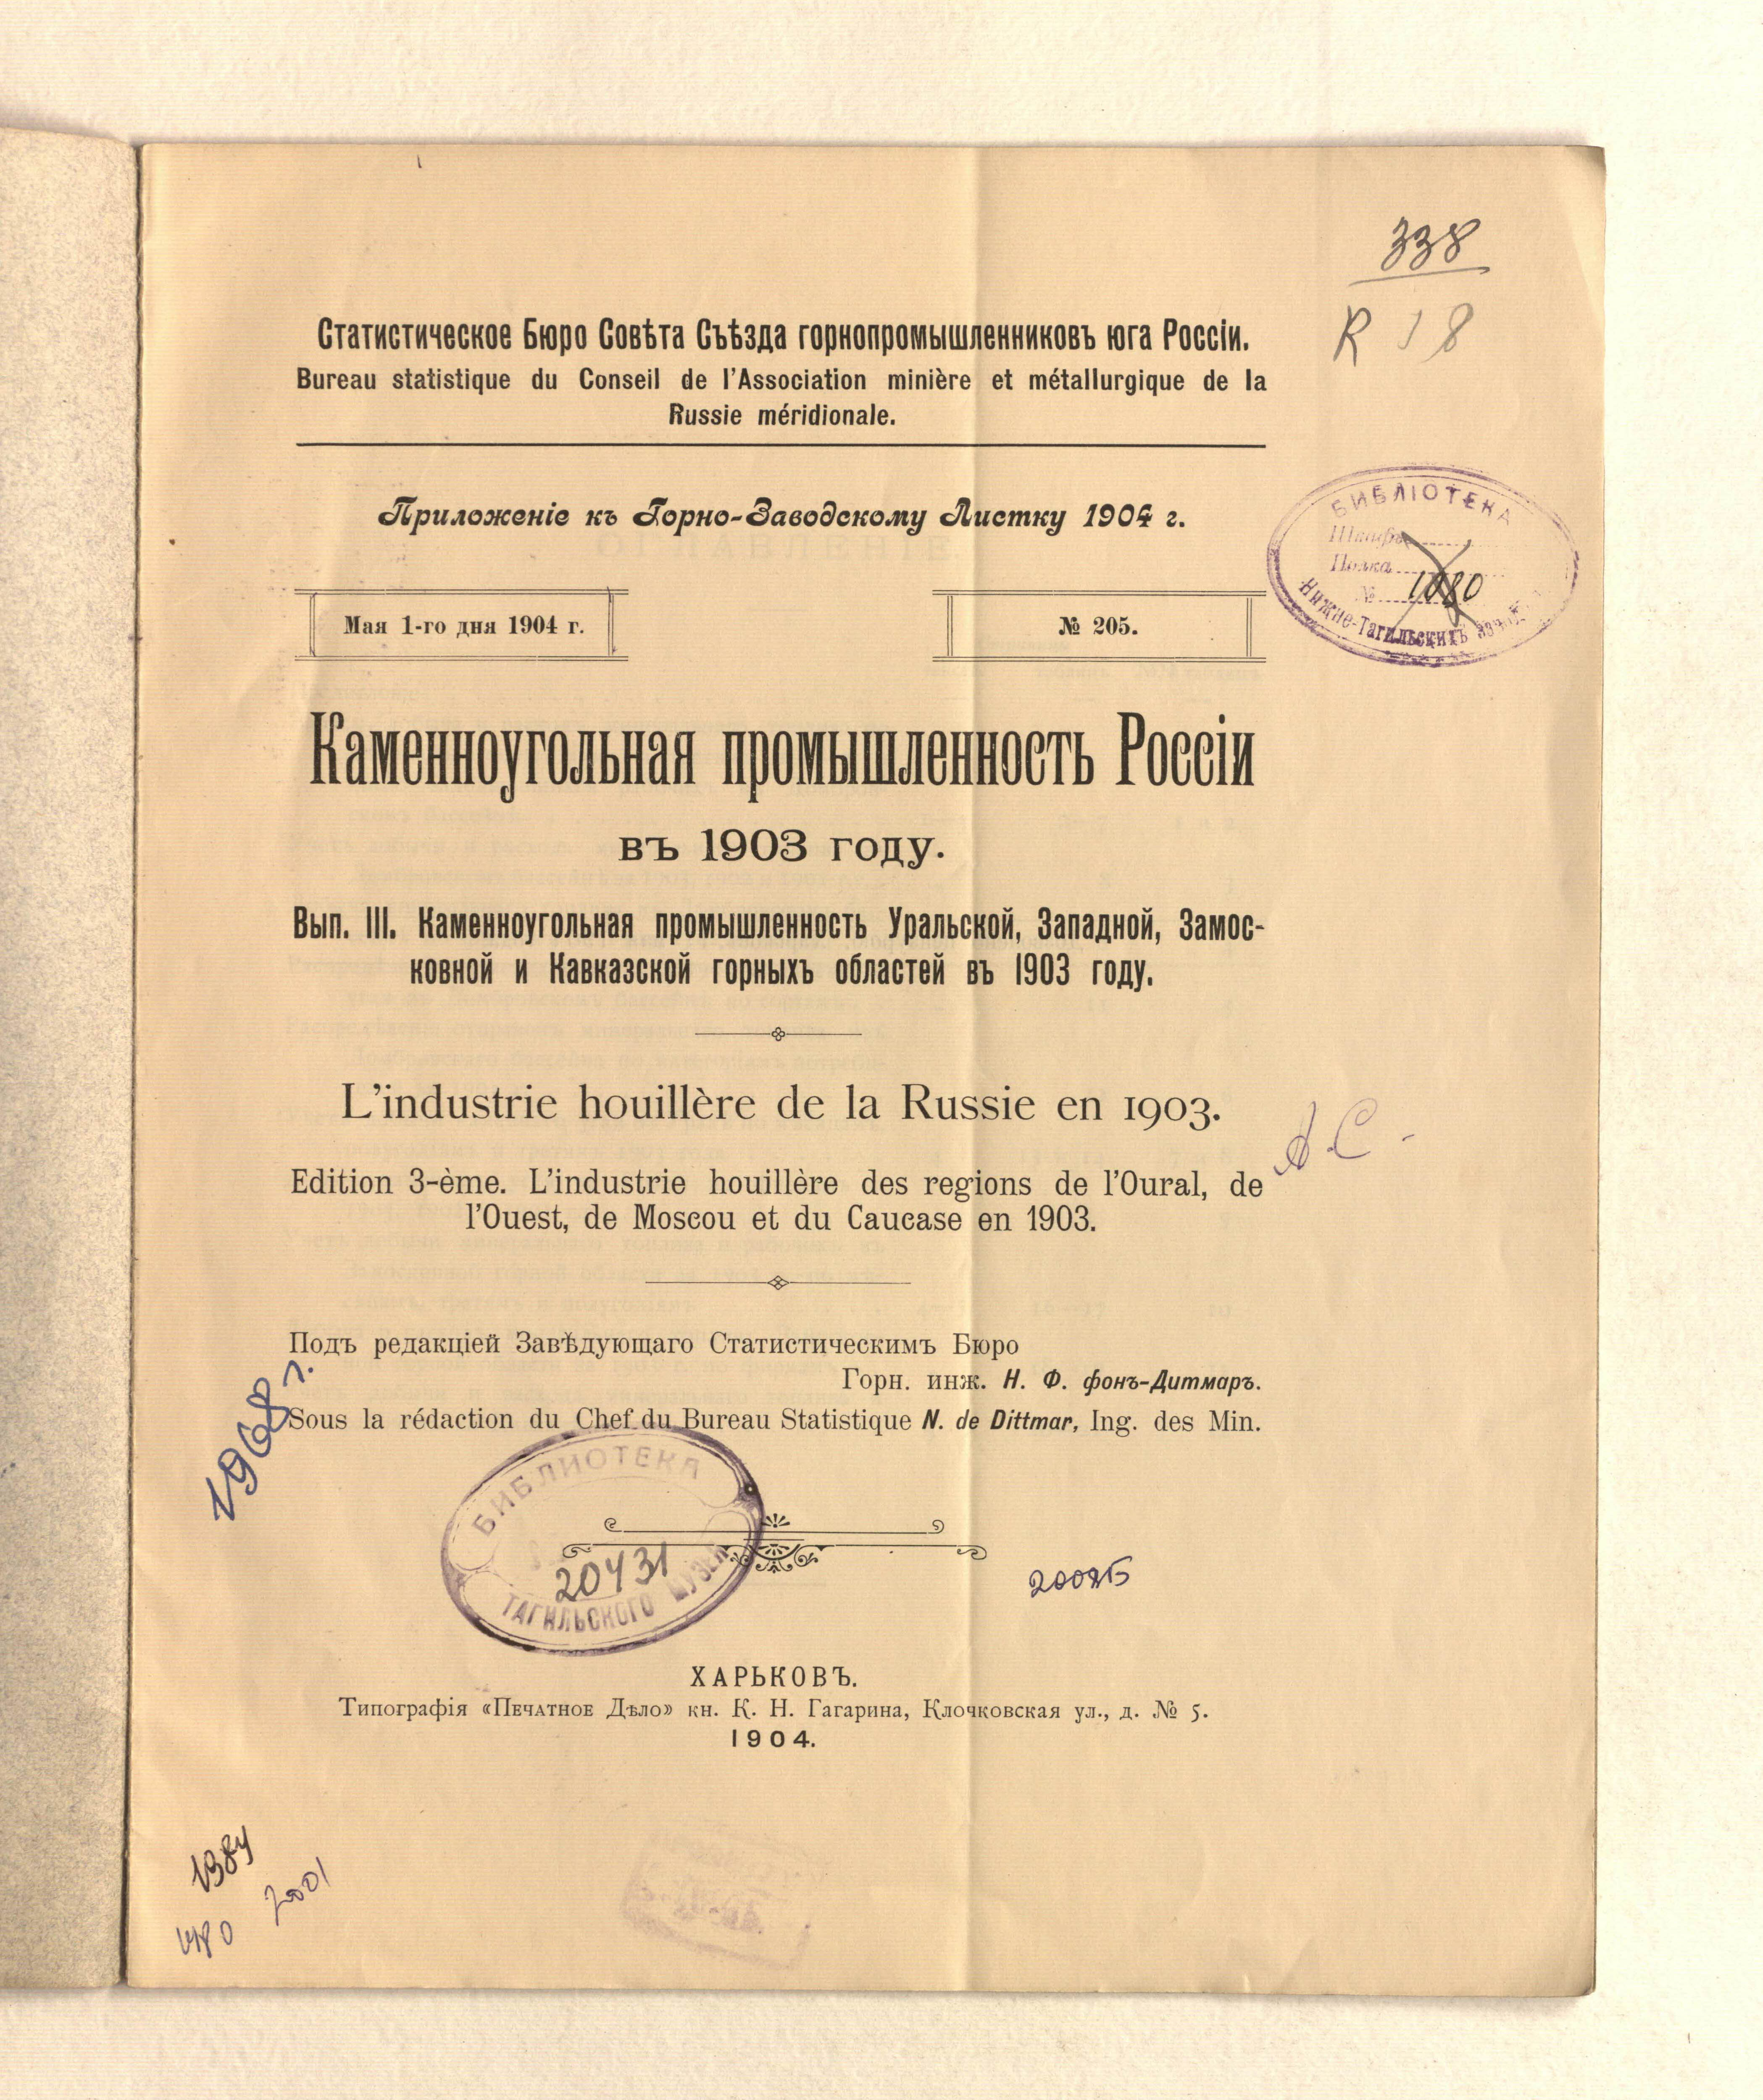 338
R 18
Статистическое Бюро Совѣта Съѣзда горнопромышленниковъ юга Россіи.
Bureau statistique du Conseil de l'Association minière et métallurgique de la
Russie méridionale.
Приложеніе къ Горно-Заводскому Листку 1904 г.
БИБЛІОТЕКА
Шкафъ
Полка
№ 1080
Нижне-Тагильскихъ
Мая 1-го дня 1904 г.
№ 205.
Каменноугольная промышленность Россіи
въ 1903 году.
Вып. III. Каменноугольная промышленность Уральской, Западной, Замос-
ковной и Кавказской горныхъ областей въ 1903 году.
L'industrie houillère de la Russie en 1903.
А.С.
Edition 3-ème. L'industrie houillère des regions de l'Oural, de
l'Ouest, de Moscou et du Caucase en 1903.
Подъ редакціей Завѣдующаго Статистическимъ Бюро
Горн. инж. Н. Ф. фонъ-Дитмаръ.
Sous la rédaction du Chef du Bureau Statistique N. de Dittmar, Ing. des Min.
1968 г.
БИБЛИОТЕКА
20431
ТАГИЛЬСКОГО МУЗЕЯ
ХАРЬКОВЪ.
Типографія «Печатное Дѣло» кн. К. Н. Гагарина, Клочковская ул., д. № 5.
1904.
1384
2001